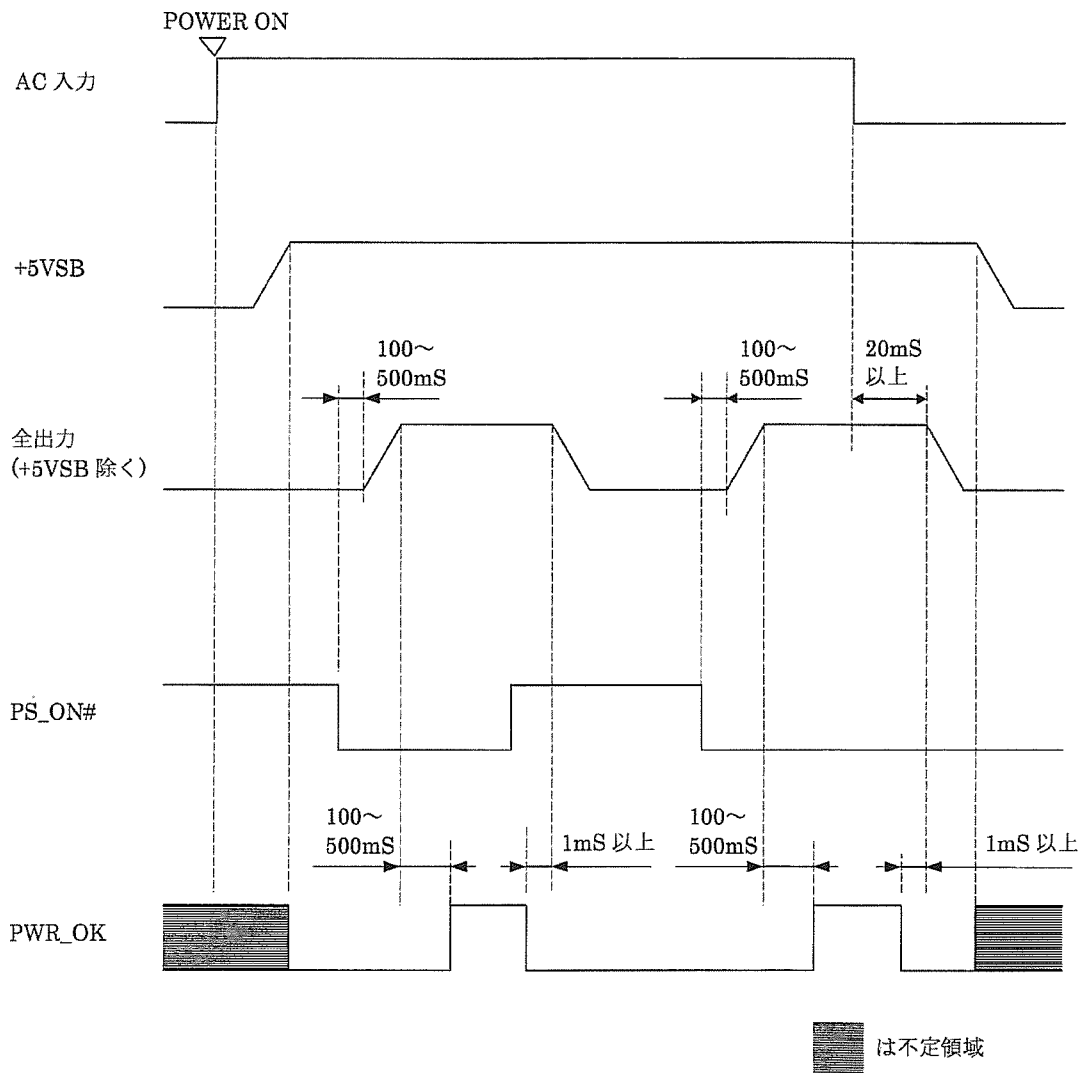 POWER ON
AC 入力
+5VSB
100～
500mS
100～
500mS
20mS
以上
全出力
(+5VSB 除く)
PS_ON#
100～
500mS
1mS 以上
100～
500mS
1mS 以上
PWR_OK
は不定領域